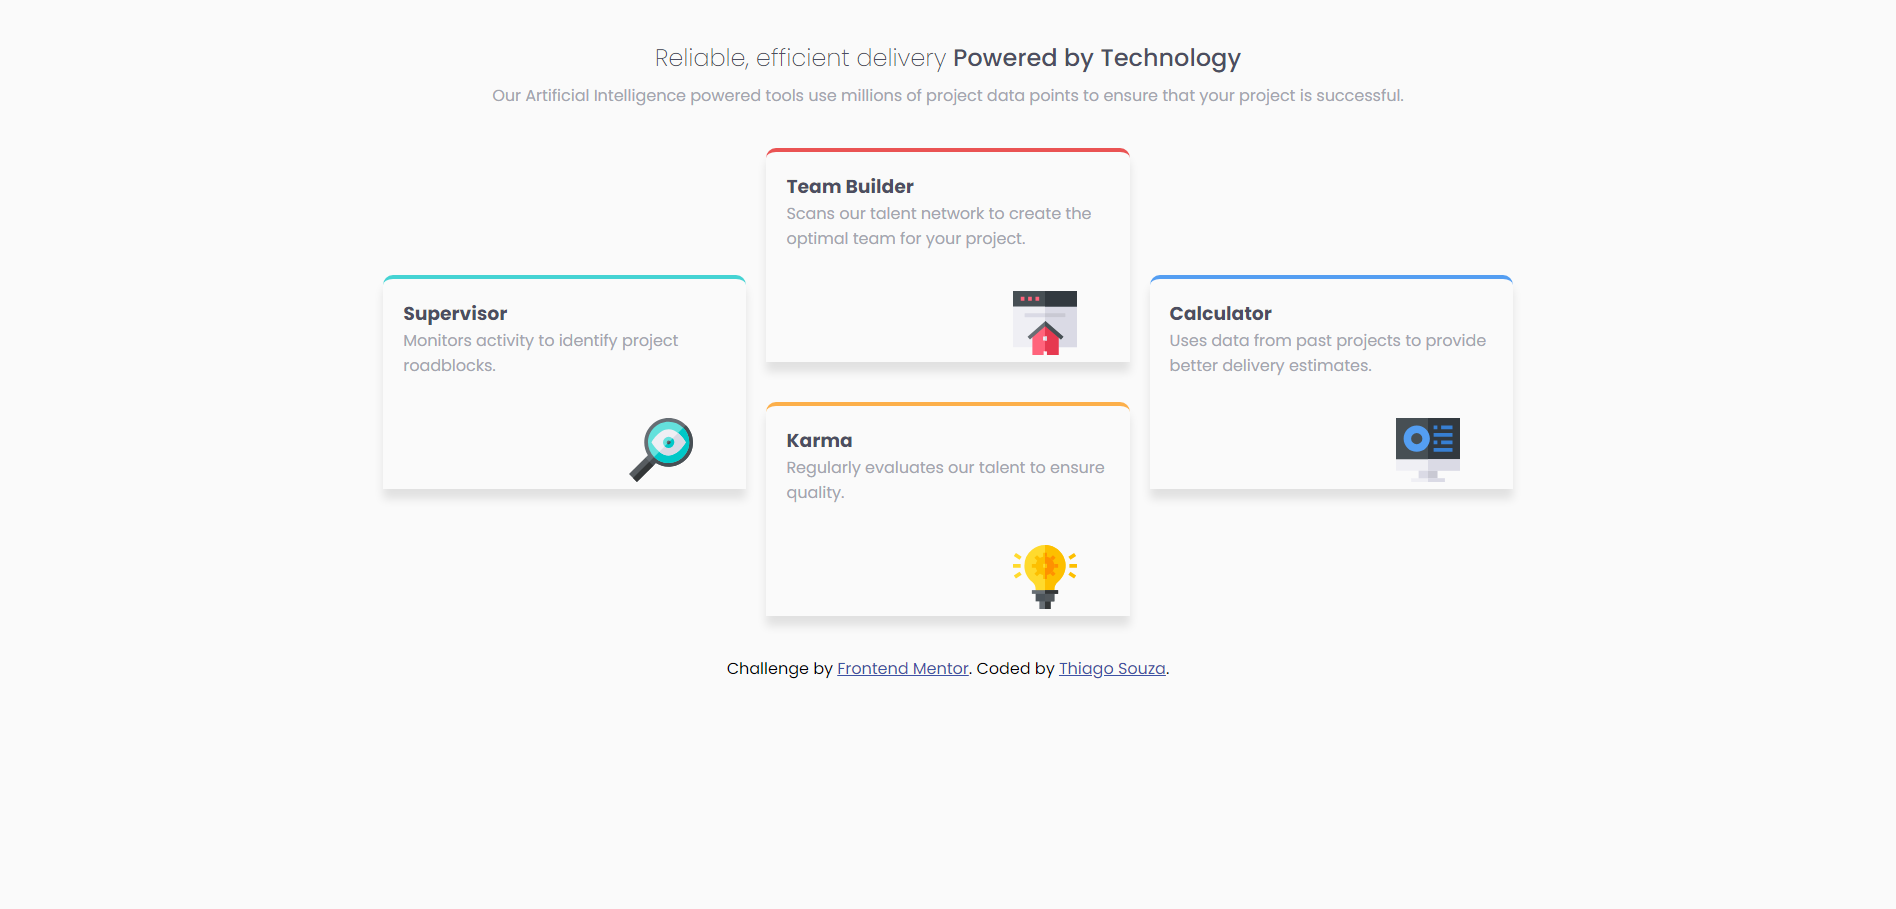 Reliable, efficient delivery Powered by Technology
Our Artificial Intelligence powered tools use millions of project data points to ensure that your project is successful.
Supervisor
Monitors activity to identify project
roadblocks.
Team Builder
Scans our talent network to create the
optimal team for your project.
Karma
Regularly evaluates our talent to ensure
quality.
Calculator
Uses data from past projects to provide
better delivery estimates.
Challenge by Frontend Mentor. Coded by Thiago Souza.